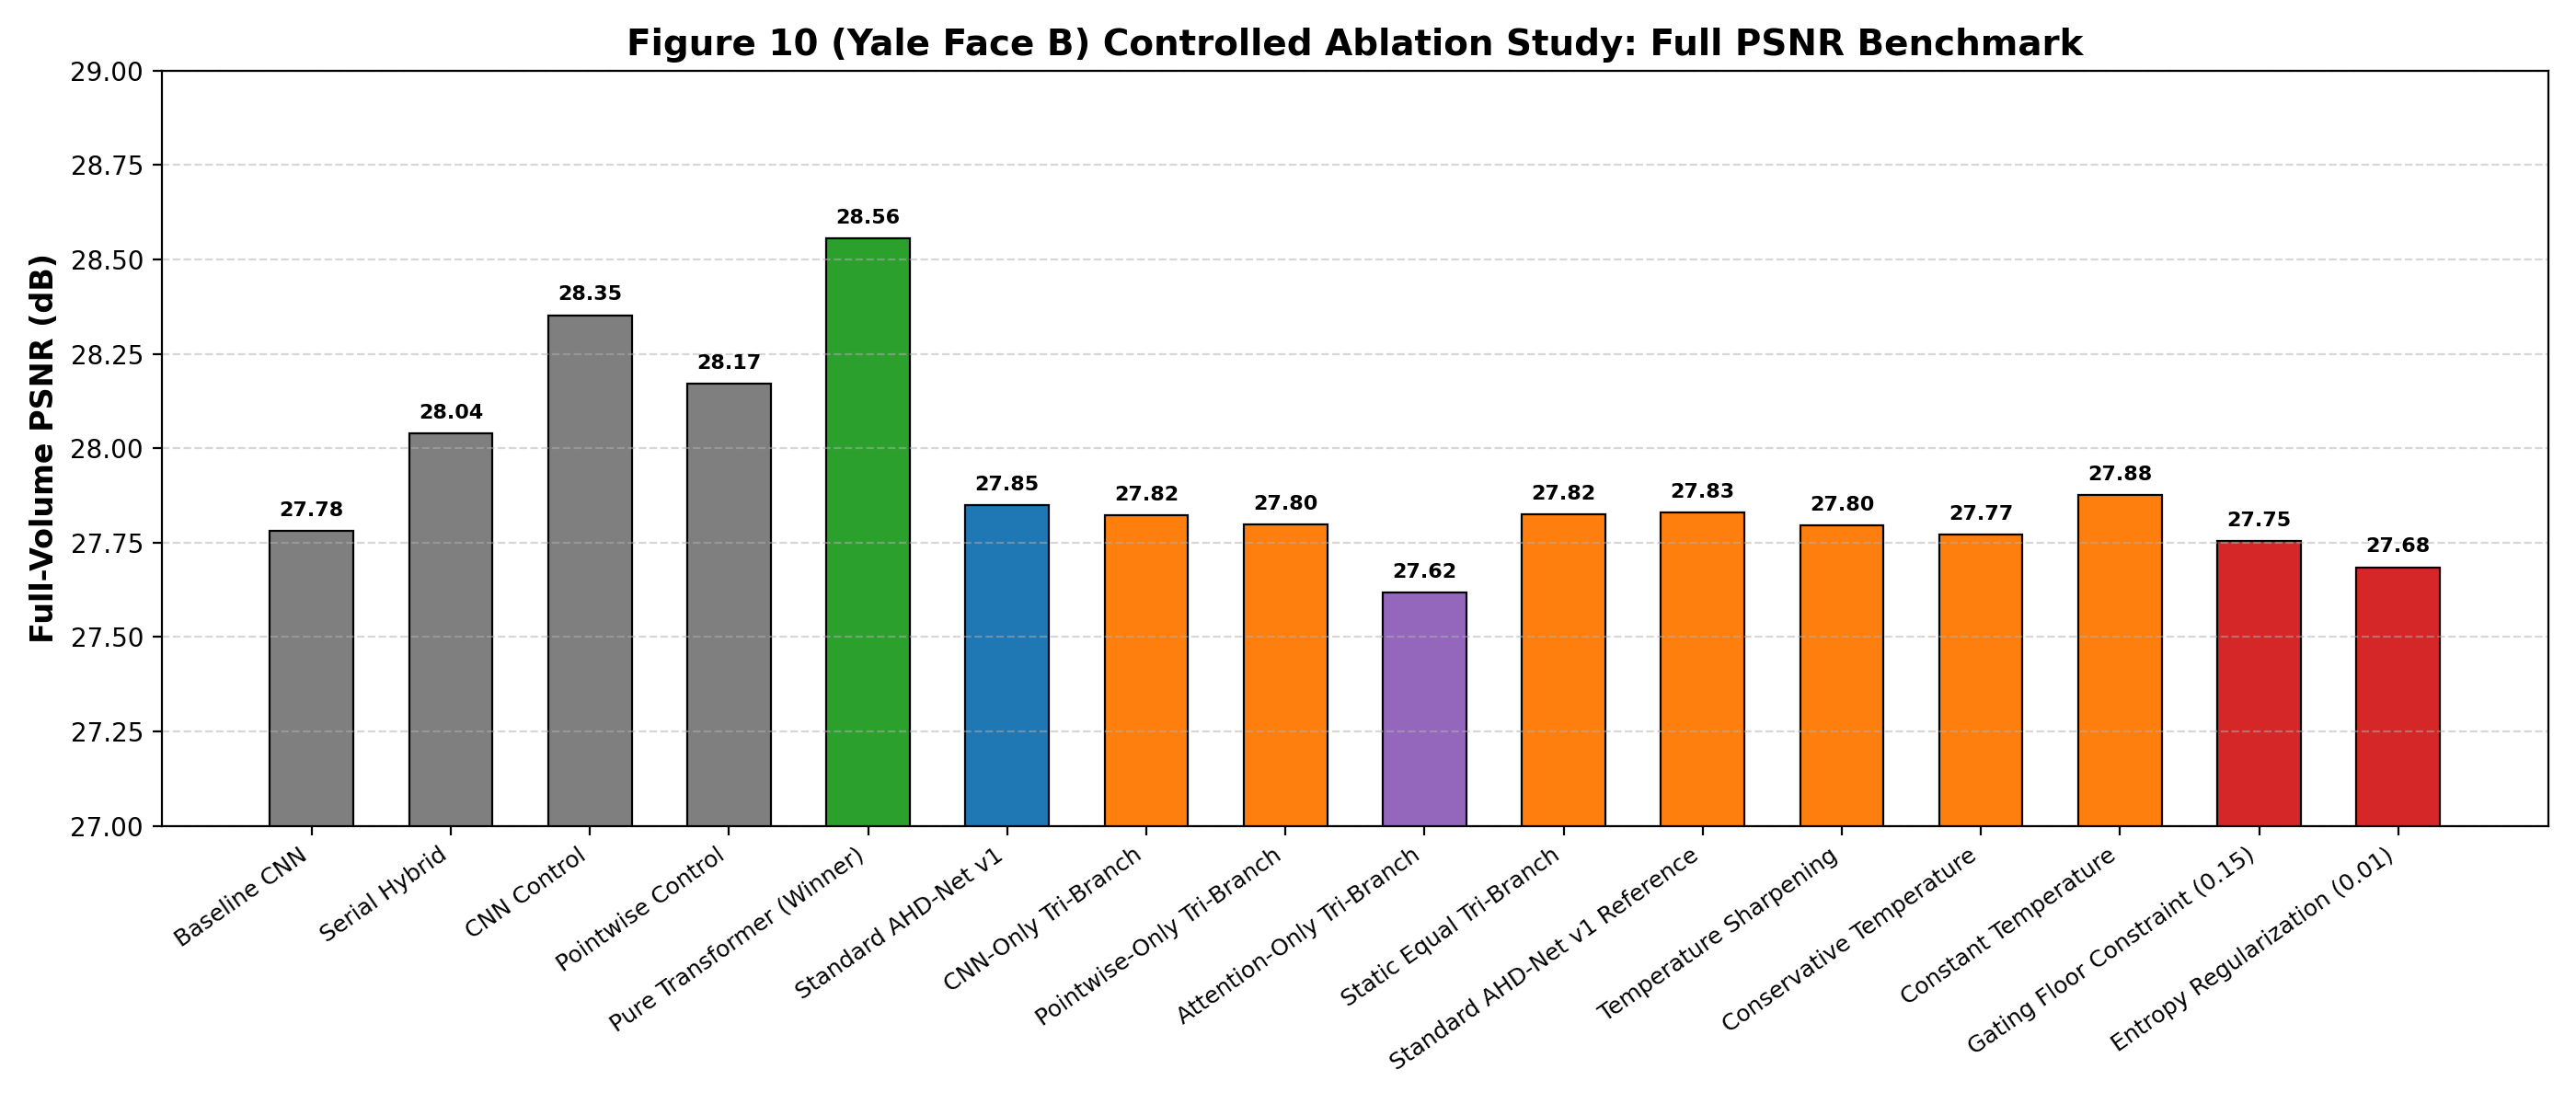 Figure 10 (Yale Face B) Controlled Ablation Study: Full PSNR Benchmark
Full-Volume PSNR (dB)
29.00
28.75
28.50
28.25
28.00
27.75
27.50
27.25
27.00
27.78
28.04
28.35
28.17
28.56
27.85
27.82
27.80
27.62
27.82
27.83
27.80
27.77
27.88
27.75
27.68
Baseline CNN
Serial Hybrid
CNN Control
Pointwise Control
Pure Transformer (Winner)
Standard AHD-Net v1
CNN-Only Tri-Branch
Pointwise-Only Tri-Branch
Attention-Only Tri-Branch
Static Equal Tri-Branch
Standard AHD-Net v1 Reference
Temperature Sharpening
Conservative Temperature
Constant Temperature
Gating Floor Constraint (0.15)
Entropy Regularization (0.01)